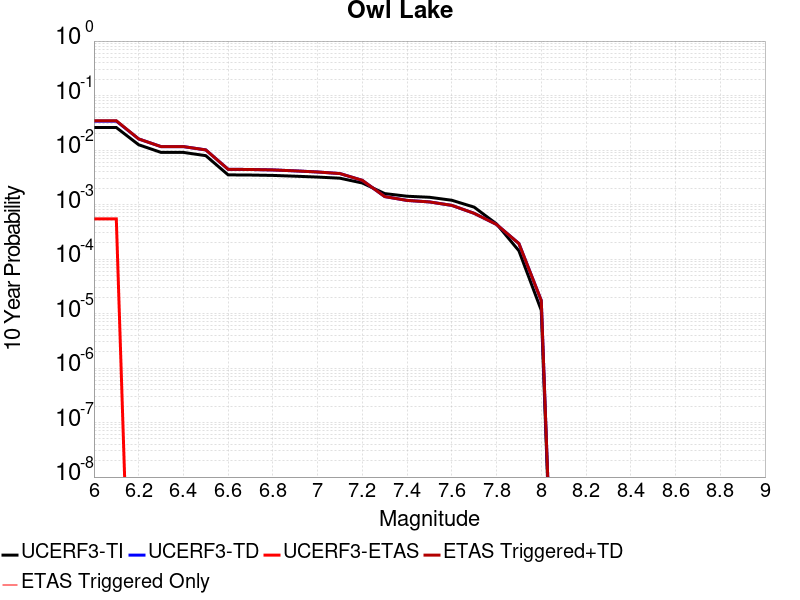 Owl Lake
10 0
10 -1
10 -2
10 -3
10 -4
10 -5
10 -6
10 -7
10 -8
10 Year Probability
6 6.2 6.4 6.6 6.8 7 7.2 7.4 7.6 7.8 8 8.2 8.4 8.6 8.8 9
Magnitude
UCERF3-TI UCERF3-TD UCERF3-ETAS ETAS Triggered+TD
ETAS Triggered Only